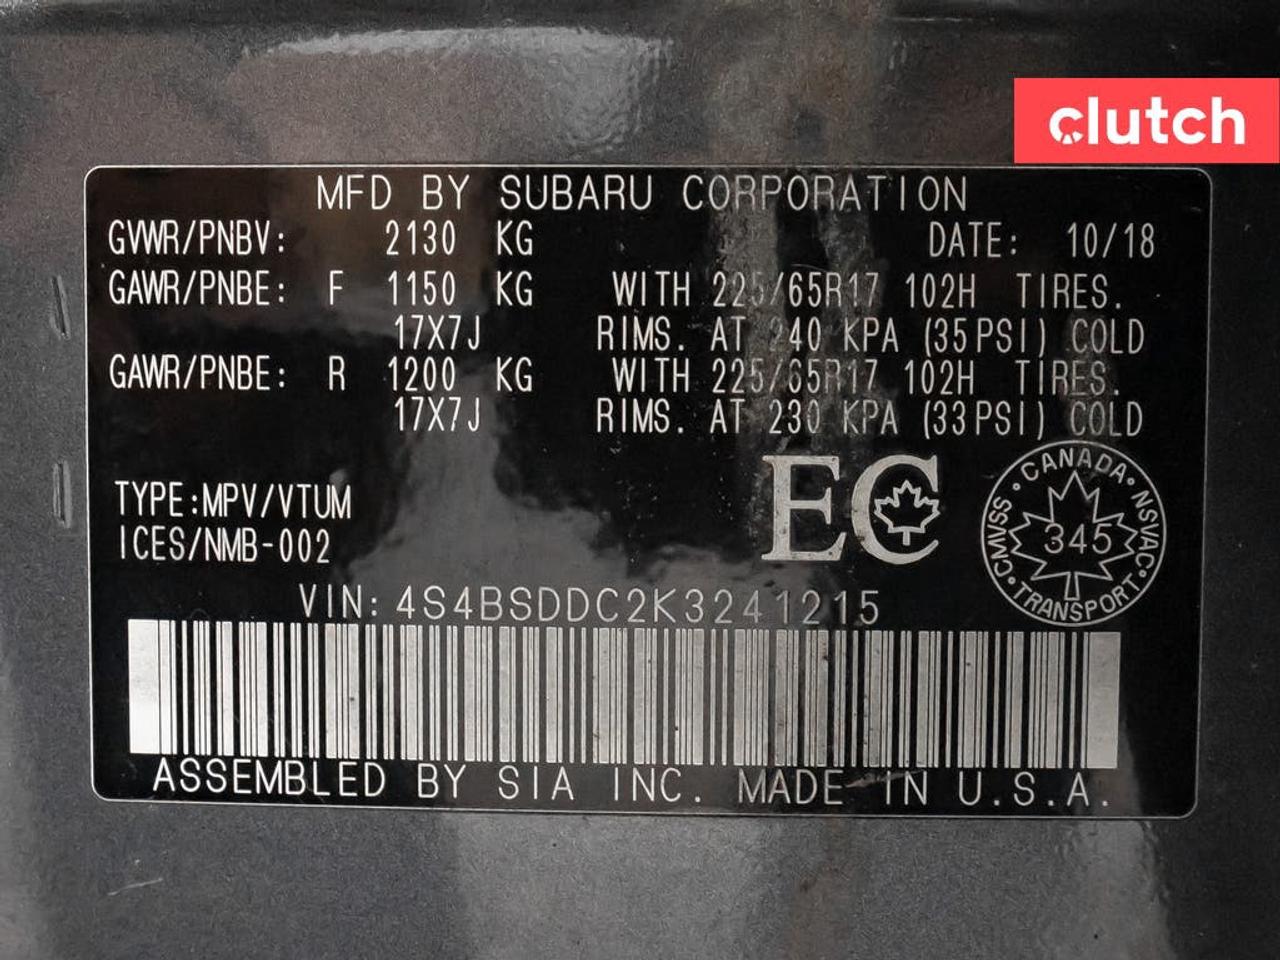 clutch
MFD BY SUBARU CORPORATION
GVWR/PNBV: 2130 KG DATE: 10/18
GAWR/PNBE: F 1150 KG WITH 225/65R17 102H TIRES.
17X7J RIMS. AT 240 KPA (35PSI) COLD
GAWR/PNBE: R 1200 KG WITH 225/65R17 102H TIRES.
17X7J RIMS. AT 230 KPA (33PSI) COLD
TYPE:MPV/VTUM
ICES/NMB-002
EC
CANADA • NSVAC • TRANSPORT • CMVSS •
345
VIN: 4S4BSDDC2K3241215
ASSEMBLED BY SIA INC. MADE IN U.S.A.